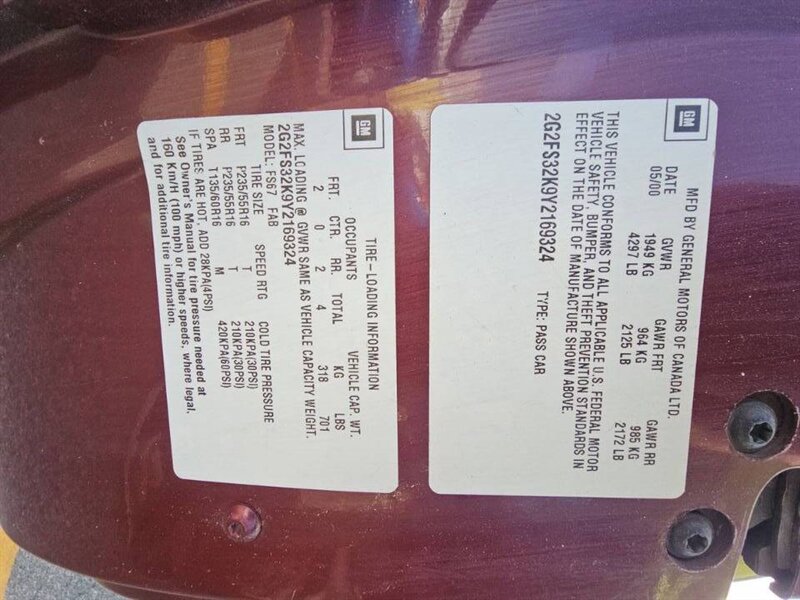 GM
MFD BY GENERAL MOTORS OF CANADA LTD.
DATE GVWR GAWR FRT GAWR RR
05/00 1949 KG 964 KG 985 KG
4297 LB 2125 LB 2172 LB
THIS VEHICLE CONFORMS TO ALL APPLICABLE U.S. FEDERAL MOTOR
VEHICLE SAFETY, BUMPER, AND THEFT PREVENTION STANDARDS IN
EFFECT ON THE DATE OF MANUFACTURE SHOWN ABOVE.
2G2FS32K9Y2169324 TYPE: PASS CAR
GM
TIRE-LOADING INFORMATION
OCCUPANTS VEHICLE CAP. WT.
FRT. CTR. RR. TOTAL KG LBS
2 0 2 4 318 701
MAX. LOADING @ GVWR SAME AS VEHICLE CAPACITY WEIGHT.
2G2FS32K9Y2169324
MODEL: FS67 FAB
TIRE SIZE SPEED RTG COLD TIRE PRESSURE
FRT P235/55R16 T 210KPA(30PSI)
RR P235/55R16 T 210KPA(30PSI)
SPA T135/60R16 M 420KPA(60PSI)
IF TIRES ARE HOT, ADD 28KPA(4PSI)
See Owner's Manual for tire pressure needed at
160 Km/H (100 mph) or higher speeds, where legal,
and for additional tire information.